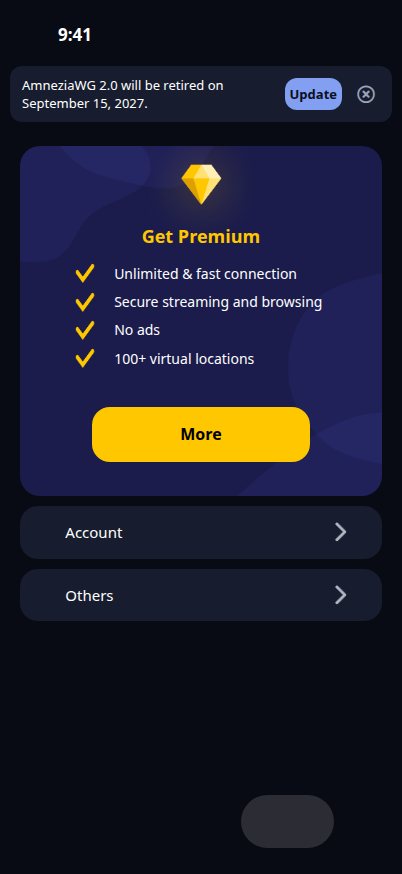 9:41
AmneziaWG 2.0 will be retired on
September 15, 2027.
Update
Get Premium
Unlimited & fast connection
Secure streaming and browsing
No ads
100+ virtual locations
More
Account
Others